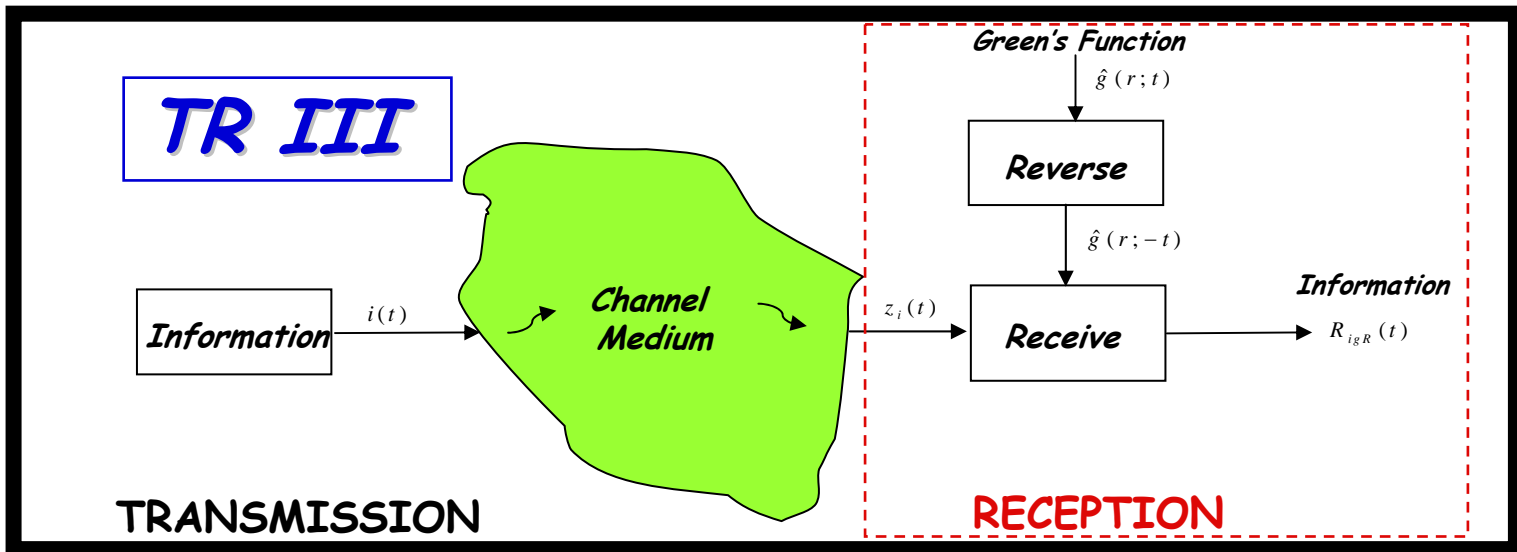 TR III
Green's Function
ĝ(r;t)
Reverse
ĝ(r;-t)
Information
i(t)
Channel
Medium
z_i(t)
Receive
Information
R_igR(t)
TRANSMISSION
RECEPTION